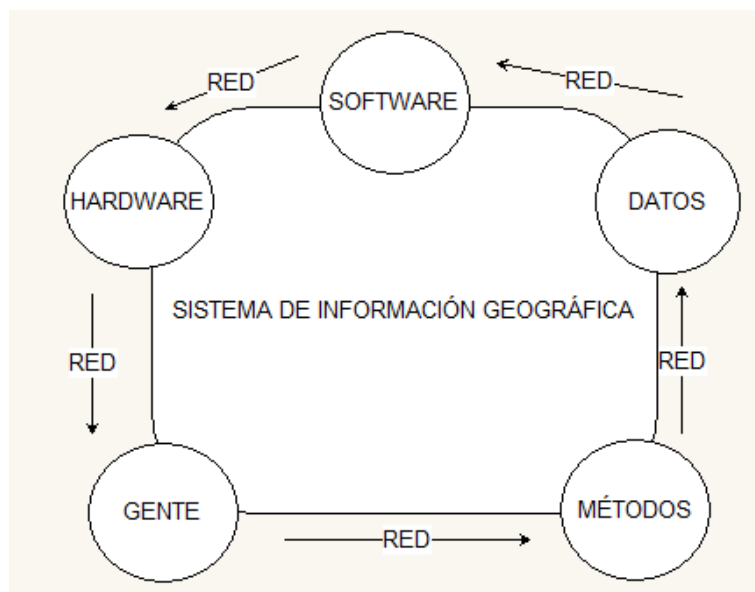 RED
SOFTWARE
RED
HARDWARE
DATOS
SISTEMA DE INFORMACIÓN GEOGRÁFICA
RED
RED
GENTE
MÉTODOS
RED